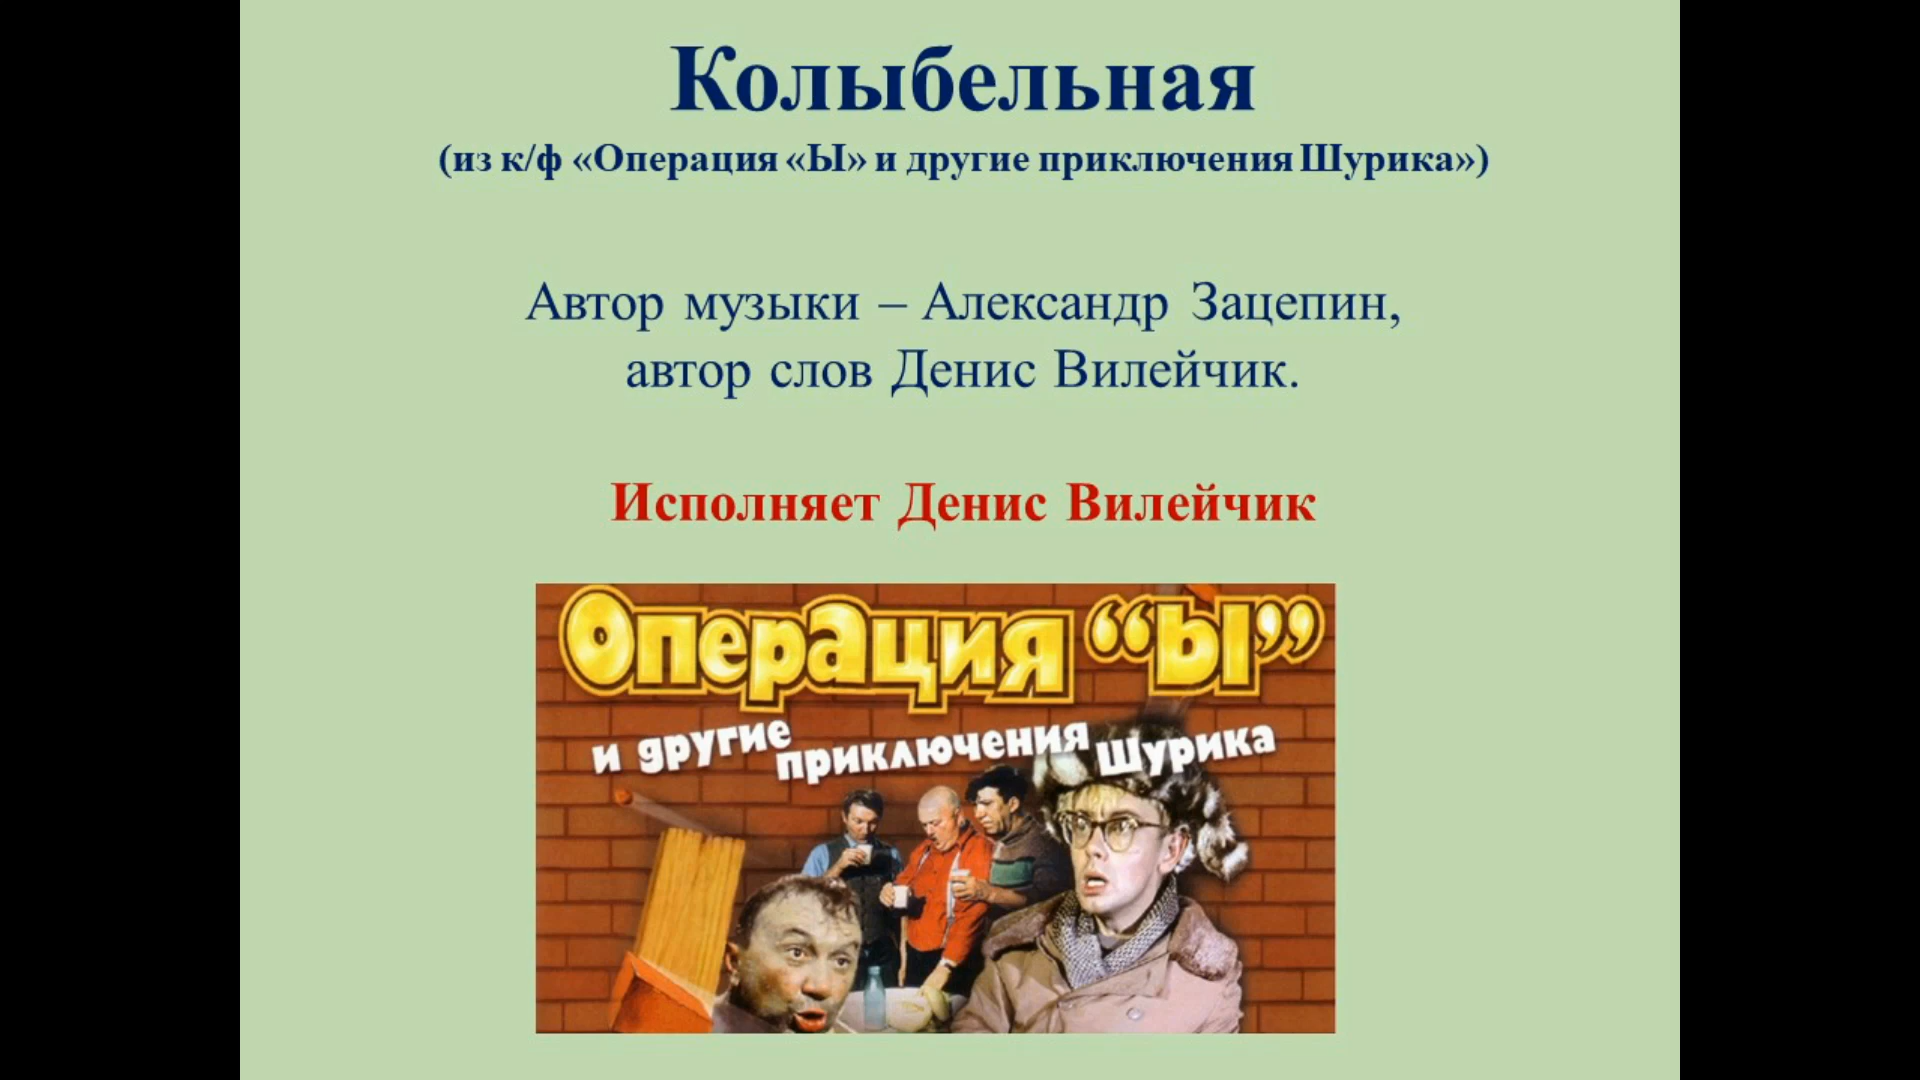 Колыбельная
(из к/ф «Операция «Ы» и другие приключения Шурика»)
Автор музыки – Александр Зацепин,
автор слов Денис Вилейчик.
Исполняет Денис Вилейчик
Операция “Ы”
и другие приключения Шурика